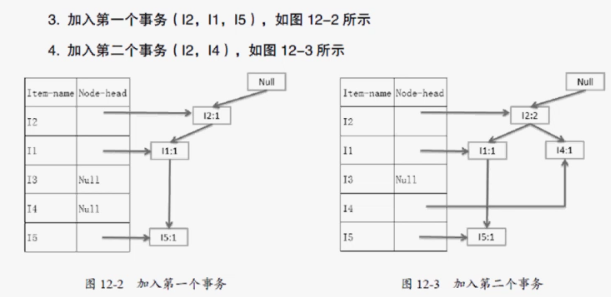 3. 加入第一个事务(I2, I1, I5), 如图 12-2 所示
4. 加入第二个事务(I2, I4), 如图 12-3 所示
Null
Item-name Node-head
I2
I2:1
I1
I1:1
I3 Null
I4 Null
I5
I5:1
图 12-2 加入第一个事务
Null
Item-name Node-head
I2
I2:2
I1
I1:1
I4:1
I3 Null
I4
I5
I5:1
图 12-3 加入第二个事务